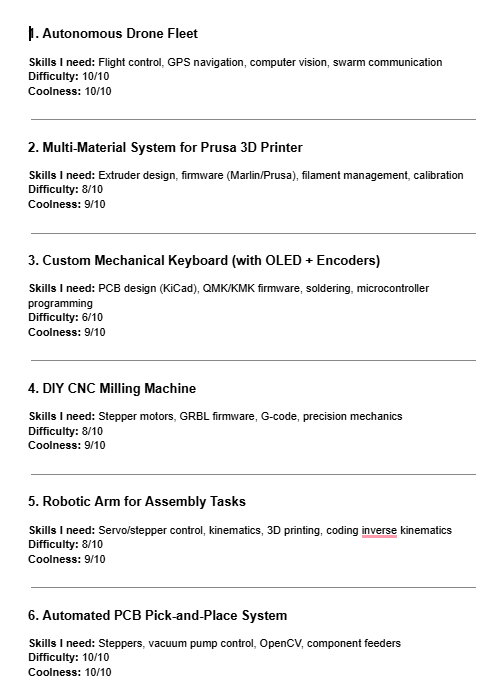 1. Autonomous Drone Fleet
Skills I need: Flight control, GPS navigation, computer vision, swarm communication
Difficulty: 10/10
Coolness: 10/10
2. Multi-Material System for Prusa 3D Printer
Skills I need: Extruder design, firmware (Marlin/Prusa), filament management, calibration
Difficulty: 8/10
Coolness: 9/10
3. Custom Mechanical Keyboard (with OLED + Encoders)
Skills I need: PCB design (KiCad), QMK/KMK firmware, soldering, microcontroller
programming
Difficulty: 6/10
Coolness: 9/10
4. DIY CNC Milling Machine
Skills I need: Stepper motors, GRBL firmware, G-code, precision mechanics
Difficulty: 8/10
Coolness: 9/10
5. Robotic Arm for Assembly Tasks
Skills I need: Servo/stepper control, kinematics, 3D printing, coding inverse kinematics
Difficulty: 8/10
Coolness: 9/10
6. Automated PCB Pick-and-Place System
Skills I need: Steppers, vacuum pump control, OpenCV, component feeders
Difficulty: 10/10
Coolness: 10/10